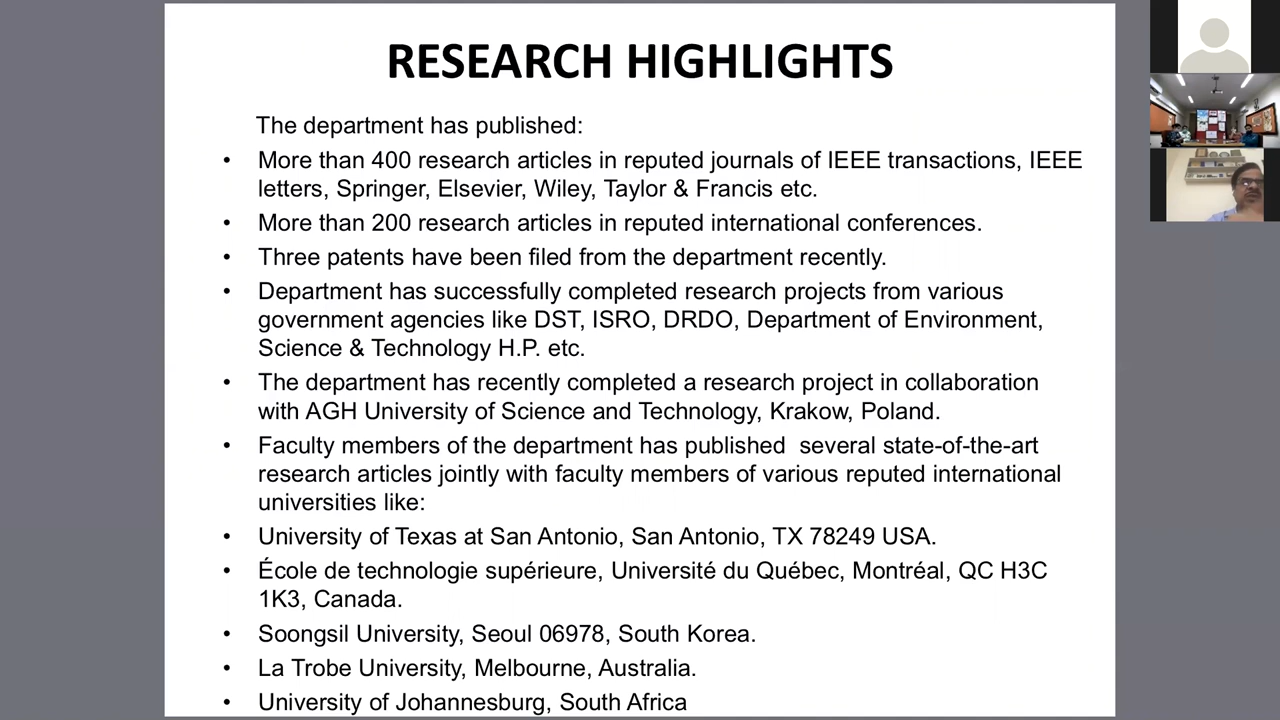 RESEARCH HIGHLIGHTS
The department has published:
• More than 400 research articles in reputed journals of IEEE transactions, IEEE
letters, Springer, Elsevier, Wiley, Taylor & Francis etc.
• More than 200 research articles in reputed international conferences.
• Three patents have been filed from the department recently.
• Department has successfully completed research projects from various
government agencies like DST, ISRO, DRDO, Department of Environment,
Science & Technology H.P. etc.
• The department has recently completed a research project in collaboration
with AGH University of Science and Technology, Krakow, Poland.
• Faculty members of the department has published  several state-of-the-art
research articles jointly with faculty members of various reputed international
universities like:
• University of Texas at San Antonio, San Antonio, TX 78249 USA.
• École de technologie supérieure, Université du Québec, Montréal, QC H3C
1K3, Canada.
• Soongsil University, Seoul 06978, South Korea.
• La Trobe University, Melbourne, Australia.
• University of Johannesburg, South Africa